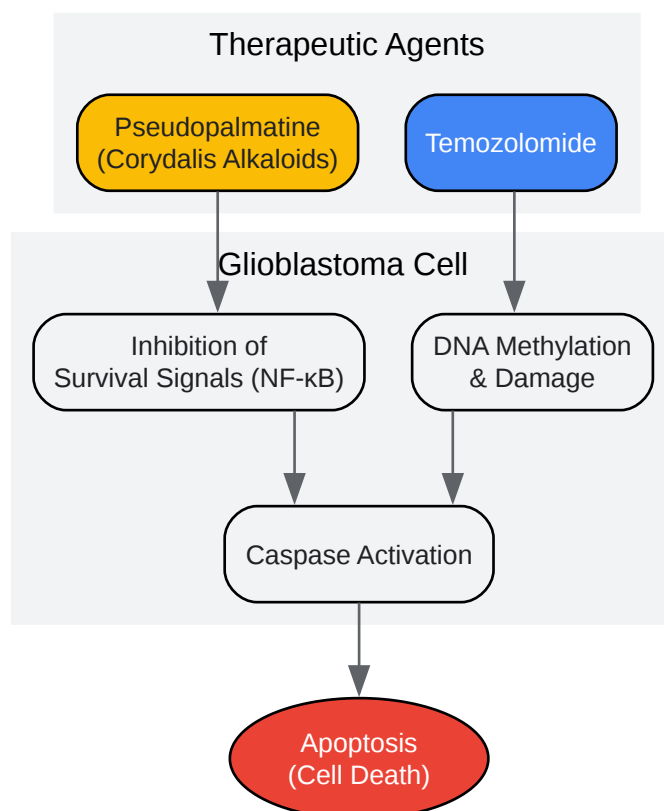 Therapeutic Agents
Pseudopalmatine
(Corydalis Alkaloids)
Temozolomide
Glioblastoma Cell
Inhibition of
Survival Signals (NF-κB)
DNA Methylation
& Damage
Caspase Activation
Apoptosis
(Cell Death)